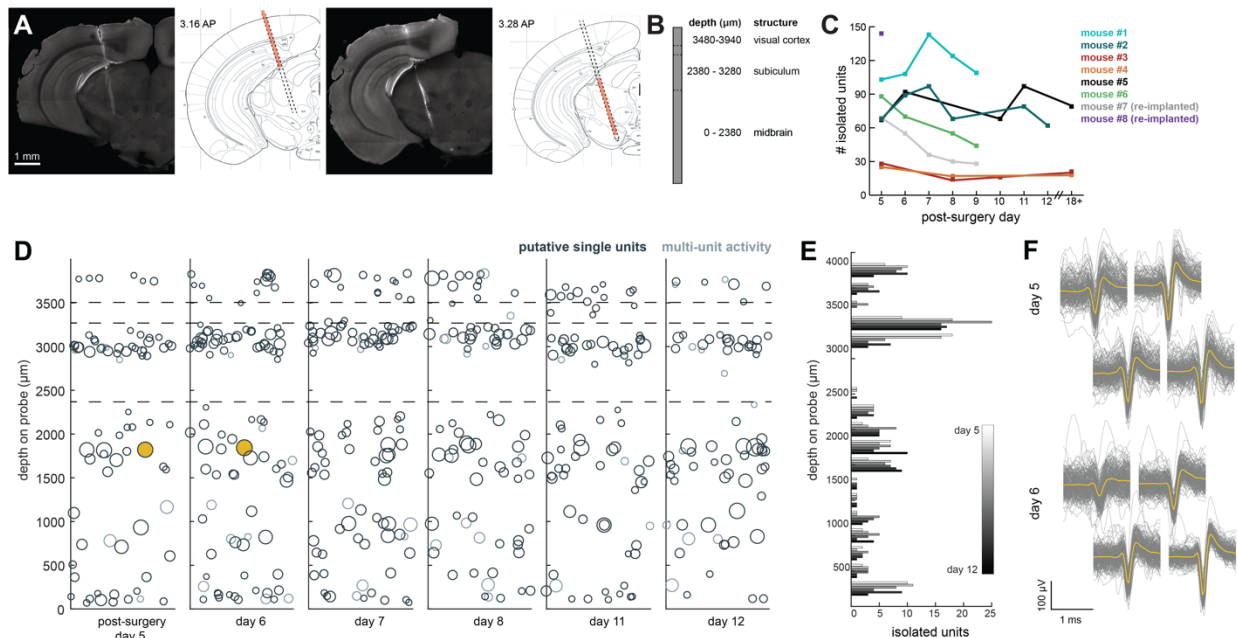 A
3.16 AP
3.28 AP
1 mm
B
depth (µm) structure
3480-3940 visual cortex
2380 - 3280 subiculum
0 - 2380 midbrain
C
# isolated units
150
120
90
60
30
0
5 6 7 8 9 10 11 12 18+
post-surgery day
mouse #1
mouse #2
mouse #3
mouse #4
mouse #5
mouse #6
mouse #7 (re-implanted)
mouse #8 (re-implanted)
D
putative single units multi-unit activity
depth on probe (µm)
3500
3000
2500
2000
1500
1000
500
0
post-surgery
day 5
day 6
day 7
day 8
day 11
day 12
E
depth on probe (µm)
4000
3500
3000
2500
2000
1500
1000
500
0 5 10 15 20 25
isolated units
day 5
day 12
F
day 5
day 6
100 µV
1 ms